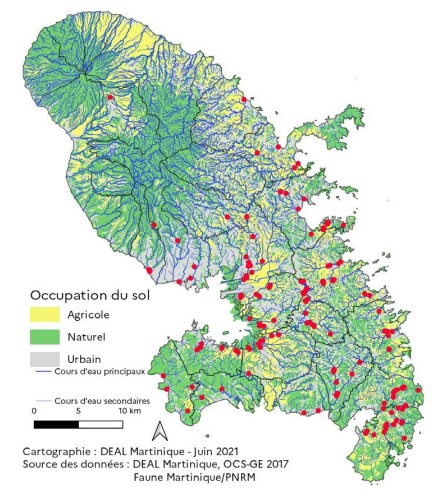 Occupation du sol
Agricole
Naturel
Urbain
Cours d'eau principaux
Cours d'eau secondaires
0 5 10 km
Cartographie : DEAL Martinique - Juin 2021
Source des données : DEAL Martinique, OCS-GE 2017
Faune Martinique/PNRM